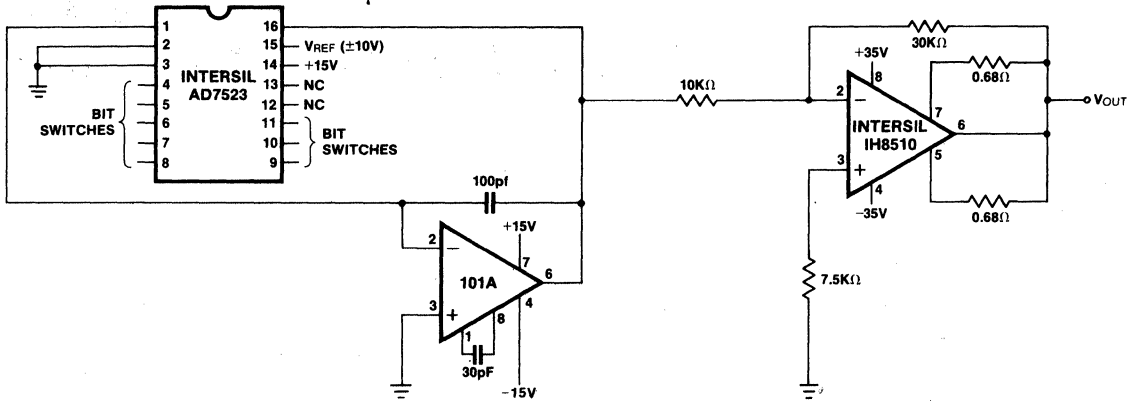 1 16
2 15 VREF (±10V)
3 14 +15V
INTERSIL
AD7523
4 13 NC
5 12 NC
6 11
7 10
8 9
BIT
SWITCHES
BIT
SWITCHES
100pf
+15V
2
−
7
101A
6
3
+
4
8
1
30pF
−15V
10KΩ
30KΩ
+35V
8
0.68Ω
2
−
7
INTERSIL
IH8510
6
VOUT
3
+
5
4
−35V
0.68Ω
7.5KΩ